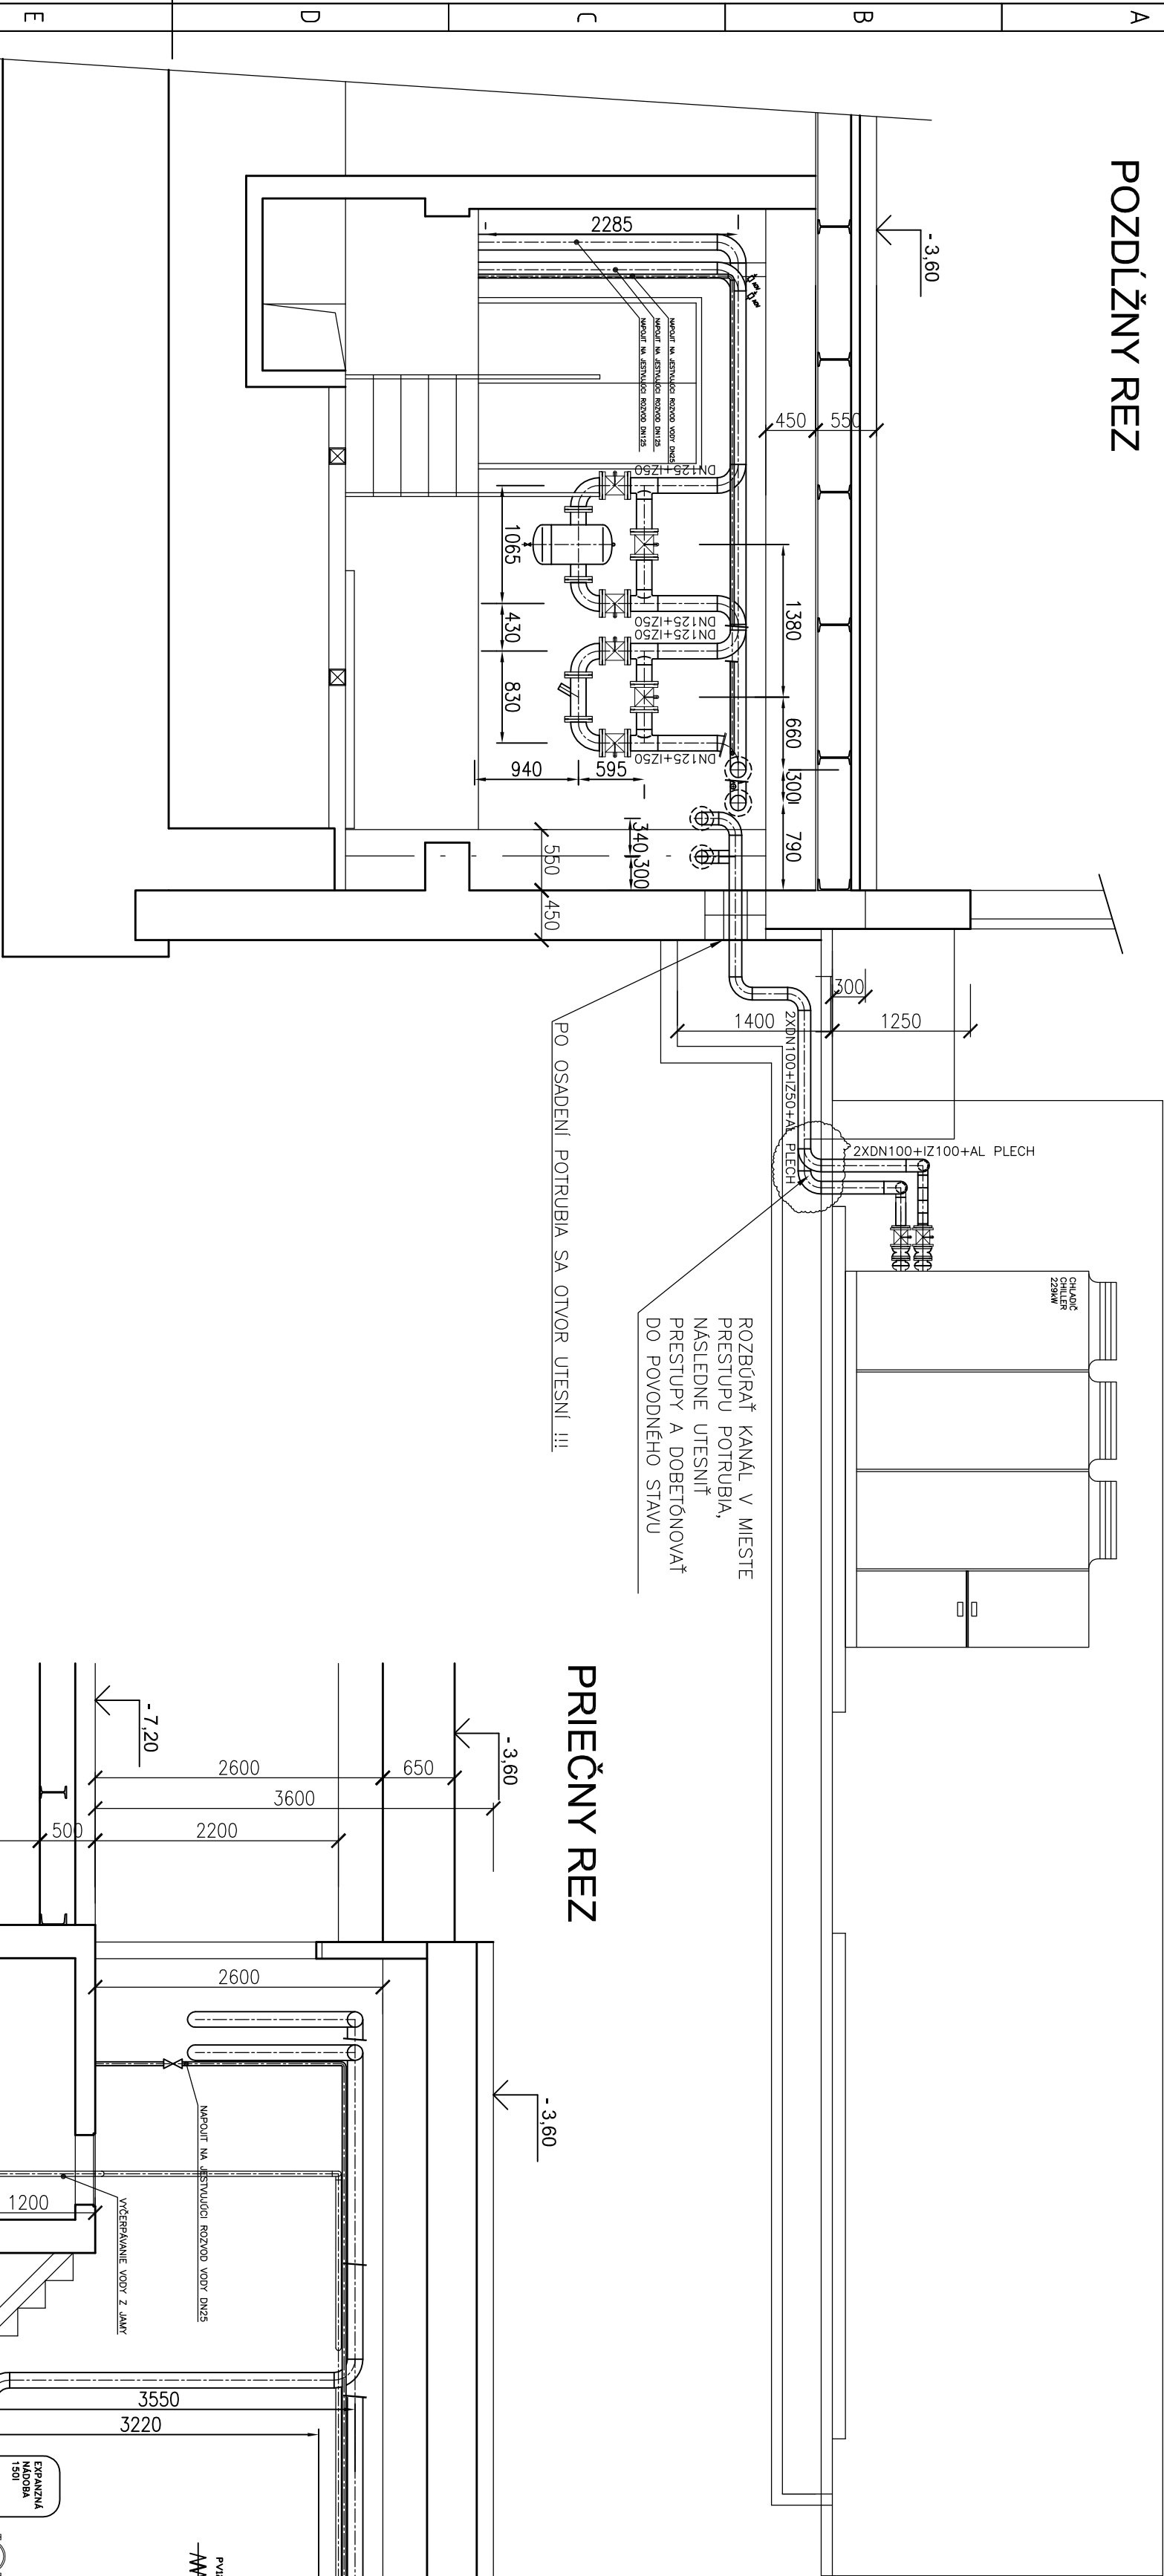 A
B
C
D
E
POZDĹŽNY REZ
- 3,60
550
450
2285
NAPOJIT NA JESTVUJÚCI ROZVOD VODY DN25
NAPOJIT NA JESTVUJÚCI ROZVOD DN125
NAPOJIT NA JESTVUJÚCI ROZVOD DN125
DN125+IZ50
DN125+IZ50
DN125+IZ50
DN125+IZ50
1380
660
300
790
1065
430
830
940
595
340
300
550
450
300
1250
1400
2XDN100+IZ50+AL PLECH
2XDN100+IZ100+AL PLECH
CHLADIČ
CHILLER
229kW
ROZBÚRAŤ KANÁL V MIESTE
PRESTUPU POTRUBIA,
NÁSLEDNE UTESNIŤ
PRESTUPY A DOBETÓNOVAŤ
DO POVODNÉHO STAVU
PO OSADENÍ POTRUBIA SA OTVOR UTESNÍ !!!
PRIEČNY REZ
- 3,60
- 3,60
- 7,20
650
2600
3600
500
2200
2600
NAPOJIT NA JESTVUJÚCI ROZVOD VODY DN25
VYČERPÁVANIE VODY Z JAMY
1200
3550
3220
EXPANZNÁ
NÁDOBA
150l